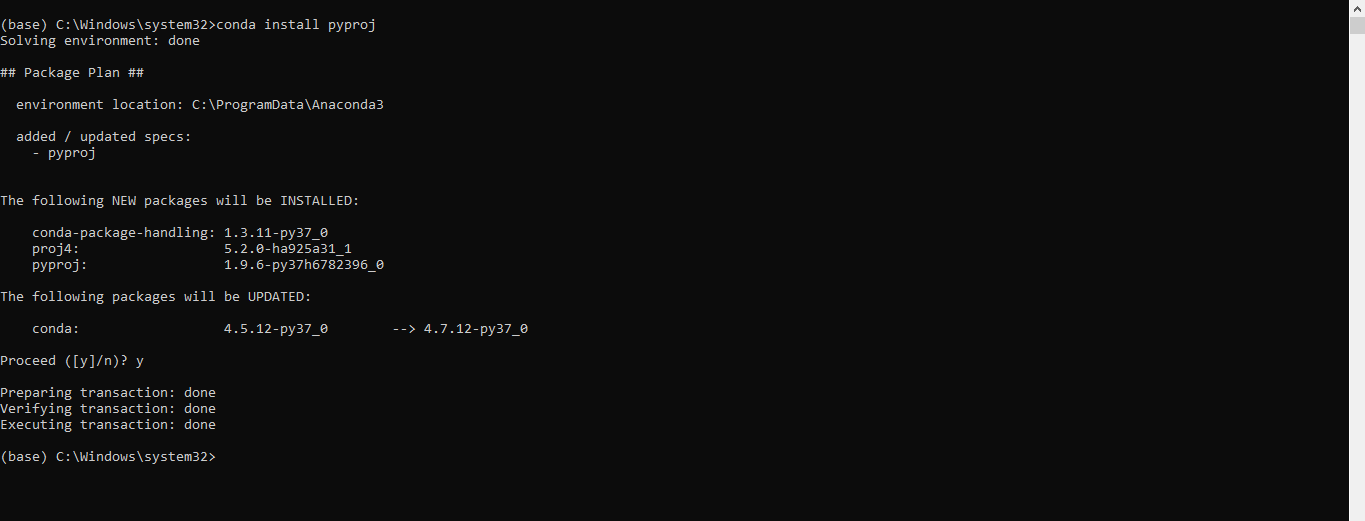 (base) C:\Windows\system32>conda install pyproj
Solving environment: done
## Package Plan ##
  environment location: C:\ProgramData\Anaconda3
  added / updated specs:
    - pyproj
The following NEW packages will be INSTALLED:
    conda-package-handling: 1.3.11-py37_0
    proj4:                  5.2.0-ha925a31_1
    pyproj:                 1.9.6-py37h6782396_0
The following packages will be UPDATED:
    conda:                  4.5.12-py37_0        --> 4.7.12-py37_0
Proceed ([y]/n)? y
Preparing transaction: done
Verifying transaction: done
Executing transaction: done
(base) C:\Windows\system32>